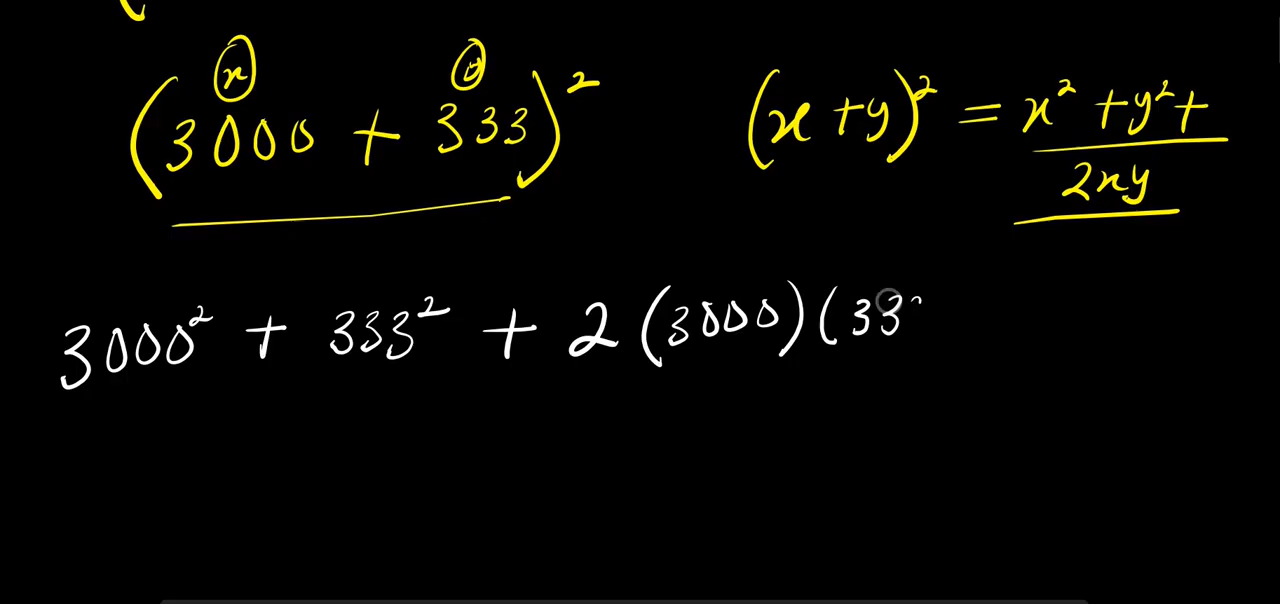 x
(3000 + 333)²
(x + y)² = x² + y² +
2xy
3000² + 333² + 2(3000)(33